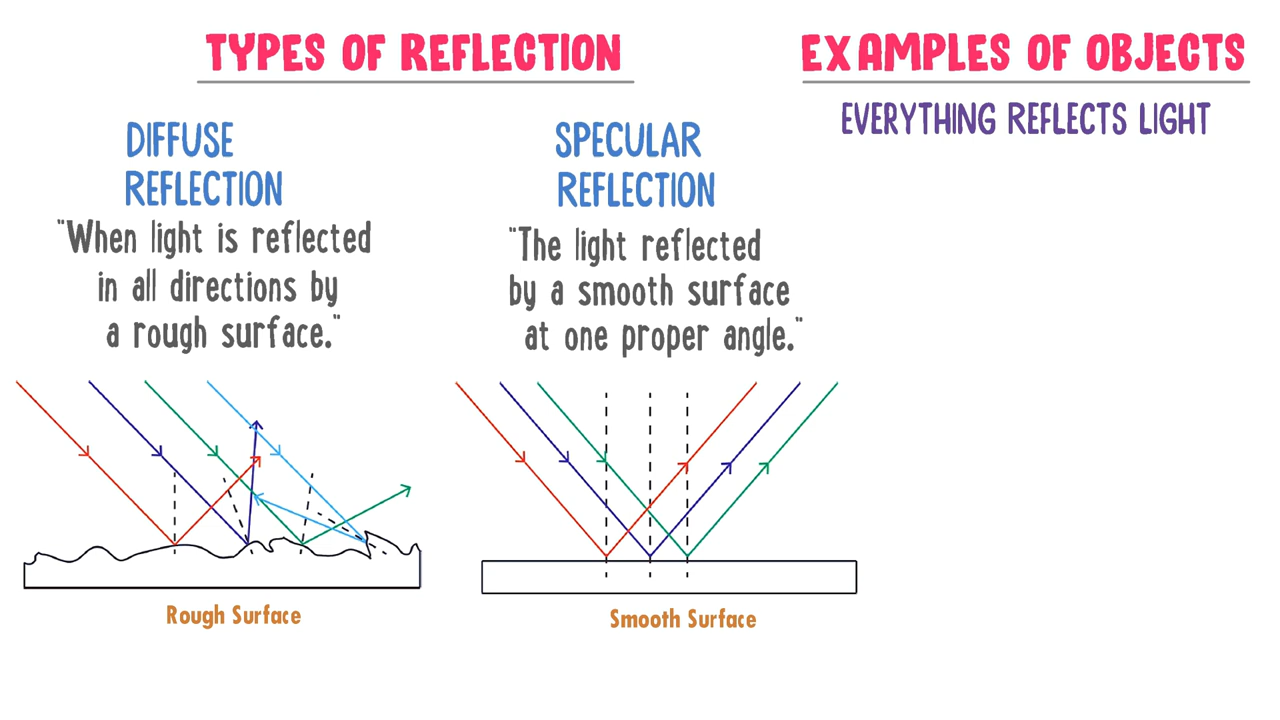 TYPES OF REFLECTION
DIFFUSE
REFLECTION
"When light is reflected
in all directions by
a rough surface."
Rough Surface
SPECULAR
REFLECTION
"The light reflected
by a smooth surface
at one proper angle."
Smooth Surface
EXAMPLES OF OBJECTS
EVERYTHING REFLECTS LIGHT